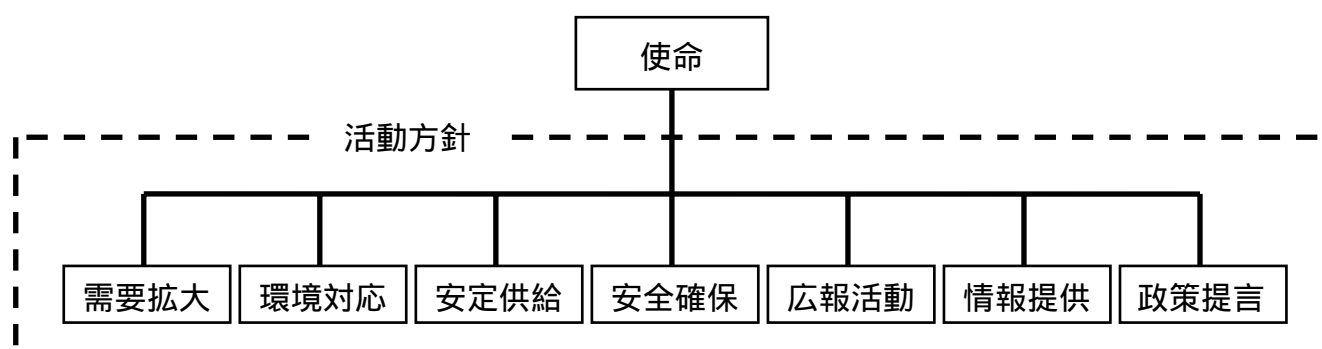 使命
活動方針
需要拡大
環境対応
安定供給
安全確保
広報活動
情報提供
政策提言